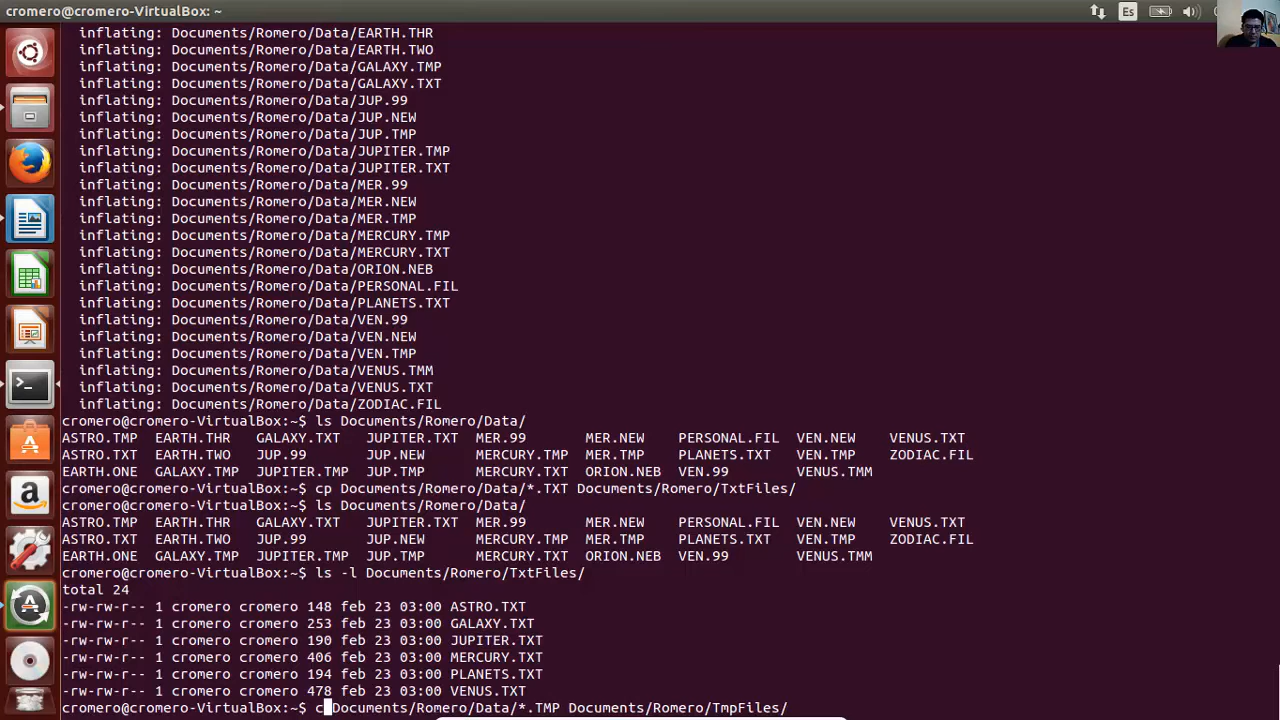 cromero@cromero-VirtualBox: ~
Es
inflating: Documents/Romero/Data/EARTH.THR
inflating: Documents/Romero/Data/EARTH.TWO
inflating: Documents/Romero/Data/GALAXY.TMP
inflating: Documents/Romero/Data/GALAXY.TXT
inflating: Documents/Romero/Data/JUP.99
inflating: Documents/Romero/Data/JUP.NEW
inflating: Documents/Romero/Data/JUP.TMP
inflating: Documents/Romero/Data/JUPITER.TMP
inflating: Documents/Romero/Data/JUPITER.TXT
inflating: Documents/Romero/Data/MER.99
inflating: Documents/Romero/Data/MER.NEW
inflating: Documents/Romero/Data/MER.TMP
inflating: Documents/Romero/Data/MERCURY.TMP
inflating: Documents/Romero/Data/MERCURY.TXT
inflating: Documents/Romero/Data/ORION.NEB
inflating: Documents/Romero/Data/PERSONAL.FIL
inflating: Documents/Romero/Data/PLANETS.TXT
inflating: Documents/Romero/Data/VEN.99
inflating: Documents/Romero/Data/VEN.NEW
inflating: Documents/Romero/Data/VEN.TMP
inflating: Documents/Romero/Data/VENUS.TMM
inflating: Documents/Romero/Data/VENUS.TXT
inflating: Documents/Romero/Data/ZODIAC.FIL
cromero@cromero-VirtualBox:~$ ls Documents/Romero/Data/
ASTRO.TMP EARTH.THR GALAXY.TXT JUPITER.TXT MER.99 MER.NEW PERSONAL.FIL VEN.NEW VENUS.TXT
ASTRO.TXT EARTH.TWO JUP.99 JUP.NEW MERCURY.TMP MER.TMP PLANETS.TXT VEN.TMP ZODIAC.FIL
EARTH.ONE GALAXY.TMP JUPITER.TMP JUP.TMP MERCURY.TXT ORION.NEB VEN.99 VENUS.TMM
cromero@cromero-VirtualBox:~$ cp Documents/Romero/Data/*.TXT Documents/Romero/TxtFiles/
cromero@cromero-VirtualBox:~$ ls Documents/Romero/Data/
ASTRO.TMP EARTH.THR GALAXY.TXT JUPITER.TXT MER.99 MER.NEW PERSONAL.FIL VEN.NEW VENUS.TXT
ASTRO.TXT EARTH.TWO JUP.99 JUP.NEW MERCURY.TMP MER.TMP PLANETS.TXT VEN.TMP ZODIAC.FIL
EARTH.ONE GALAXY.TMP JUPITER.TMP JUP.TMP MERCURY.TXT ORION.NEB VEN.99 VENUS.TMM
cromero@cromero-VirtualBox:~$ ls -l Documents/Romero/TxtFiles/
total 24
-rw-rw-r-- 1 cromero cromero 148 feb 23 03:00 ASTRO.TXT
-rw-rw-r-- 1 cromero cromero 253 feb 23 03:00 GALAXY.TXT
-rw-rw-r-- 1 cromero cromero 190 feb 23 03:00 JUPITER.TXT
-rw-rw-r-- 1 cromero cromero 406 feb 23 03:00 MERCURY.TXT
-rw-rw-r-- 1 cromero cromero 194 feb 23 03:00 PLANETS.TXT
-rw-rw-r-- 1 cromero cromero 478 feb 23 03:00 VENUS.TXT
cromero@cromero-VirtualBox:~$ c Documents/Romero/Data/*.TMP Documents/Romero/TmpFiles/